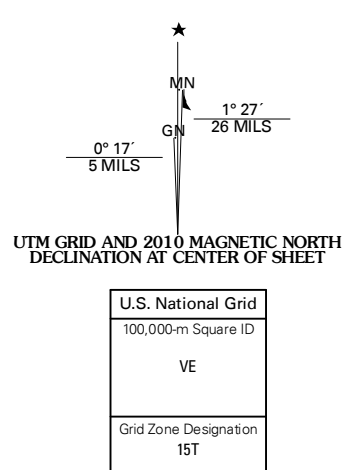 MN
1° 27´
26 MILS
GN
0° 17´
5 MILS
UTM GRID AND 2010 MAGNETIC NORTH
DECLINATION AT CENTER OF SHEET
U.S. National Grid
100,000-m Square ID
VE
Grid Zone Designation
15T